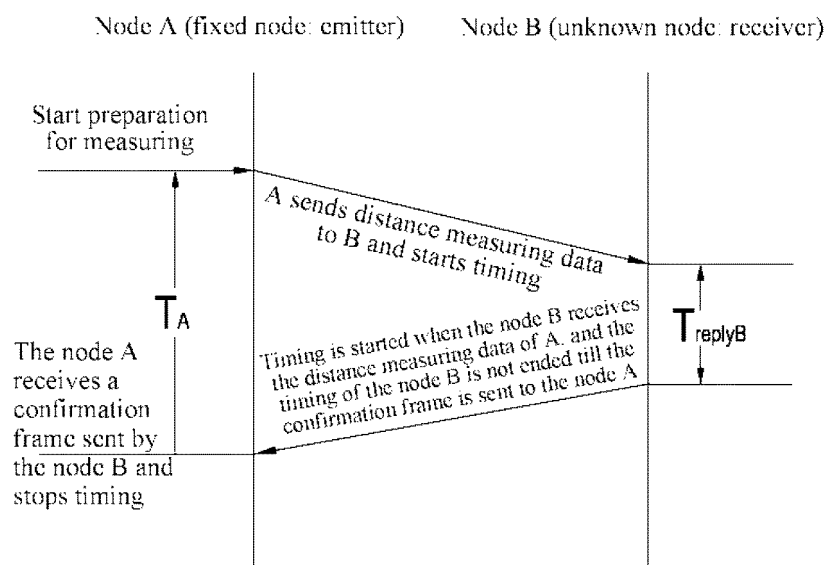 Node A (fixed node: emitter)
Node B (unknown node: receiver)
Start preparation
for measuring
A sends distance measuring data
to B and starts timing
TA
TreplyB
Timing is started when the node B receives
the distance measuring data of A. and the
timing of the node B is not ended till the
confirmation frame is sent to the node A
The node A
receives a
confirmation
frame sent by
the node B and
stops timing